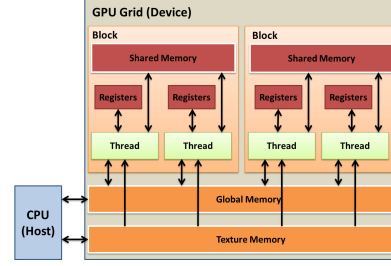 GPU Grid (Device)
Block
Block
Shared Memory
Shared Memory
Registers
Registers
Registers
Registers
Thread
Thread
Thread
Thread
CPU
(Host)
Global Memory
Texture Memory